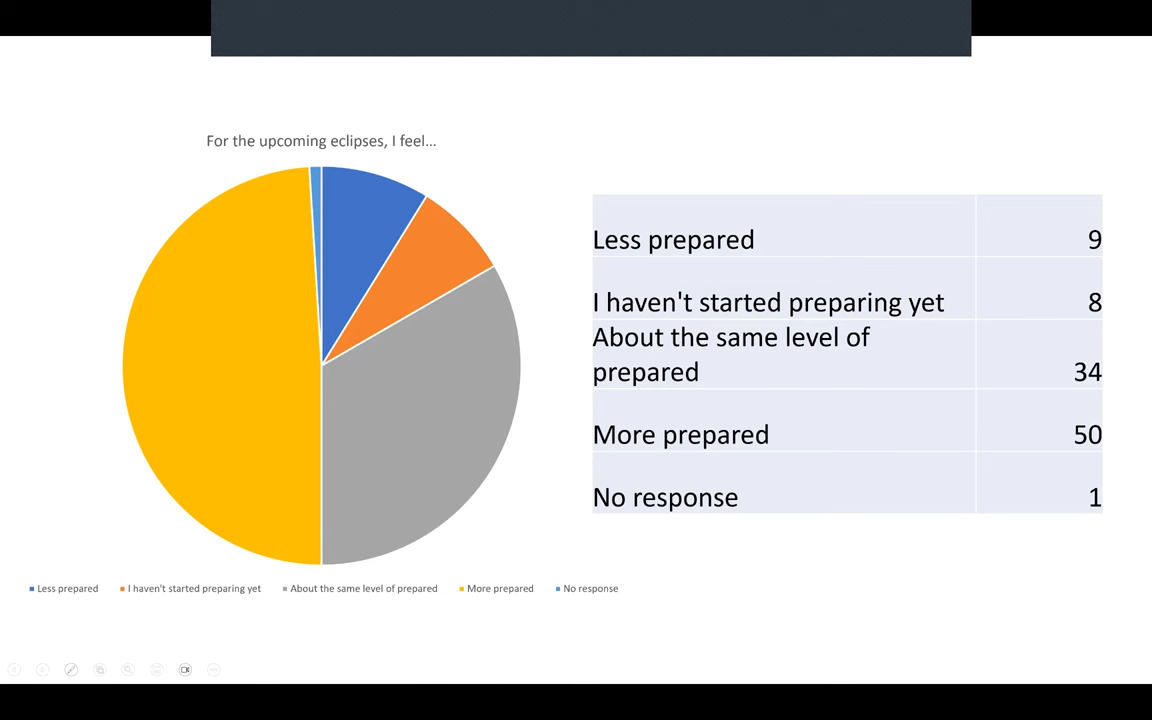 For the upcoming eclipses, I feel...
Less prepared 9
I haven't started preparing yet 8
About the same level of
prepared 34
More prepared 50
No response 1
Less prepared I haven't started preparing yet About the same level of prepared More prepared No response